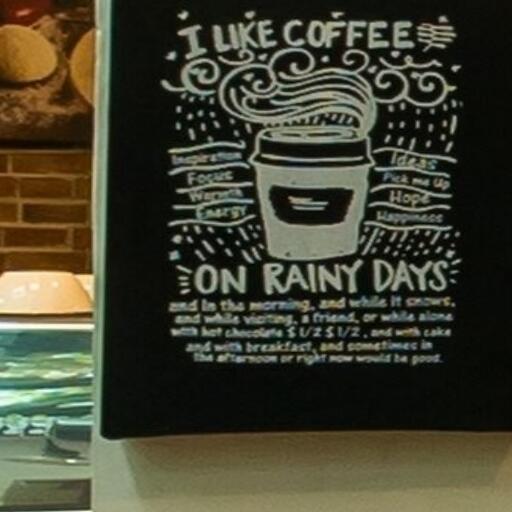 I LIKE COFFEE
Inspiration
Focus
Warmth
Energy
Ideas
Pick me Up
Hope
Happiness
ON RAINY DAYS
and in the morning, and while it snows,
and while visiting, a friend, or while alone
with hot chocolate $ 1/2 $ 1/2 , and with cake
and with breakfast, and sometimes in
the afternoon or right now would be good.